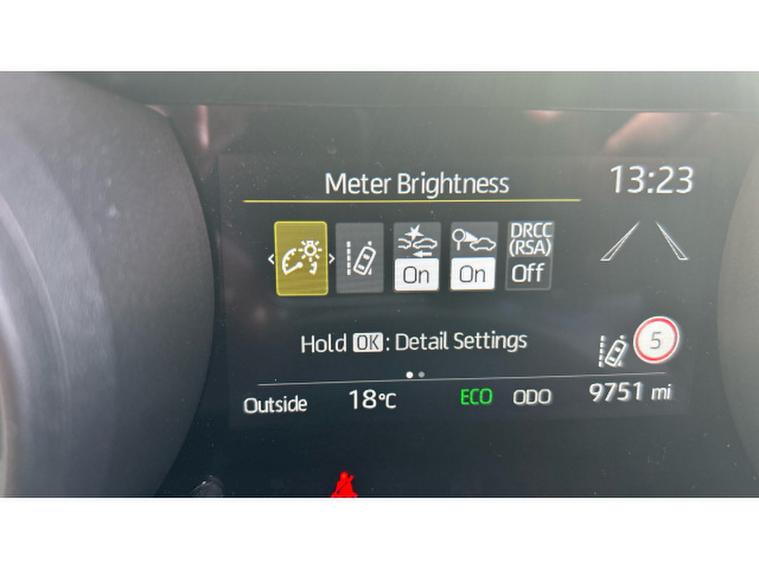 Meter Brightness 13:23
DRCC
(RSA)
On On Off
Hold OK : Detail Settings
5
Outside 18°C ECO ODO 9751 mi